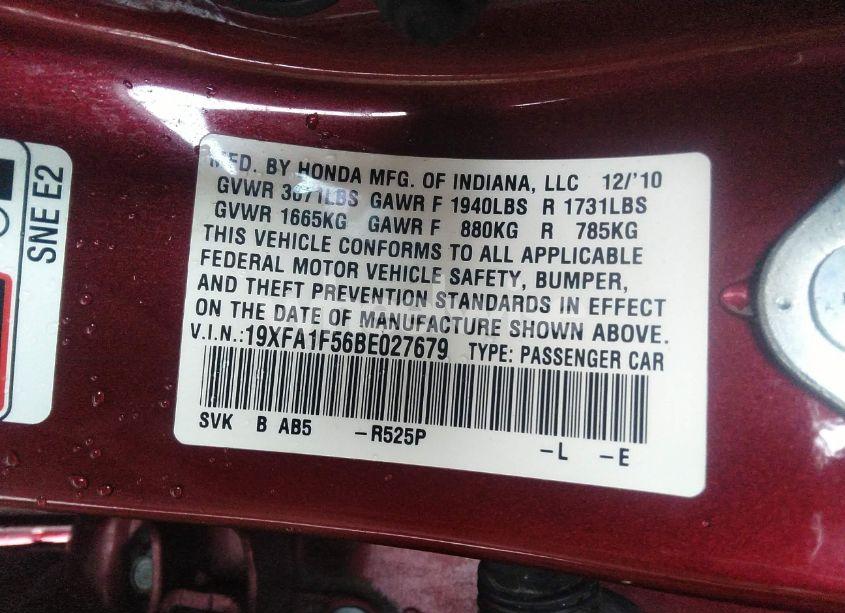 SNE E2
MFD. BY HONDA MFG. OF INDIANA, LLC 12/'10
GVWR 3671LBS GAWR F 1940LBS R 1731LBS
GVWR 1665KG GAWR F 880KG R 785KG
THIS VEHICLE CONFORMS TO ALL APPLICABLE
FEDERAL MOTOR VEHICLE SAFETY, BUMPER,
AND THEFT PREVENTION STANDARDS IN EFFECT
ON THE DATE OF MANUFACTURE SHOWN ABOVE.
V.I.N.:19XFA1F56BE027679 TYPE: PASSENGER CAR
SVK B AB5 -R525P -L -E